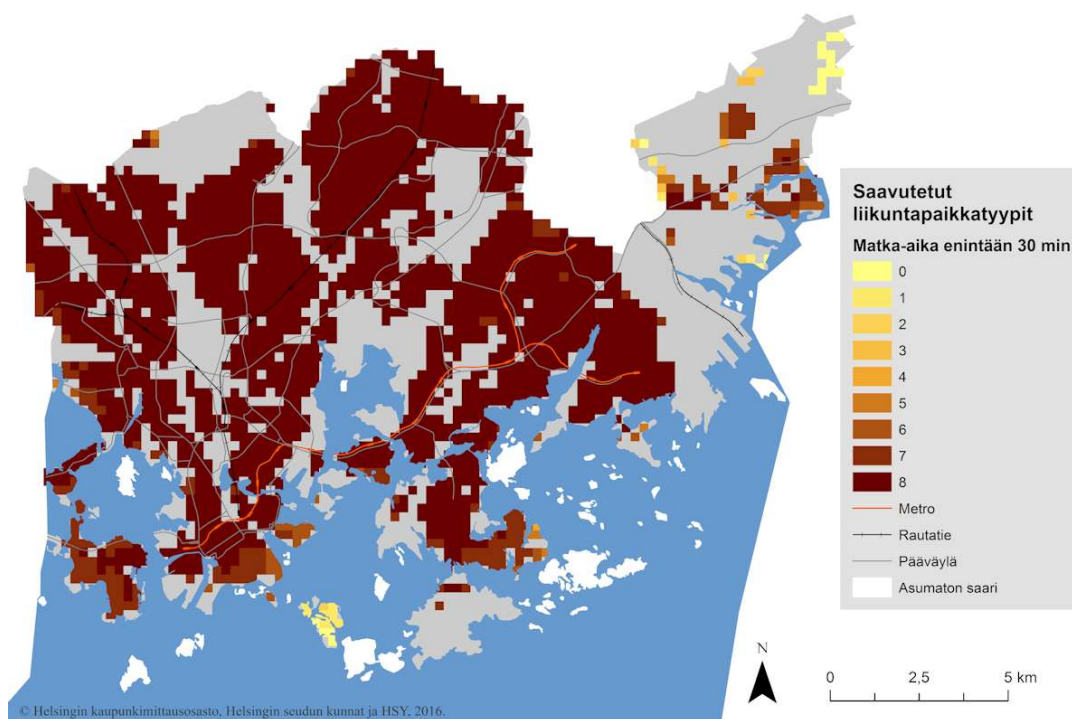 Saavutetut
liikuntapaikkatyypit
Matka-aika enintään 30 min
0
1
2
3
4
5
6
7
8
Metro
Rautatie
Pääväylä
Asumaton saari
N
0 2,5 5 km
© Helsingin kaupunkimittausosasto, Helsingin seudun kunnat ja HSY, 2016.